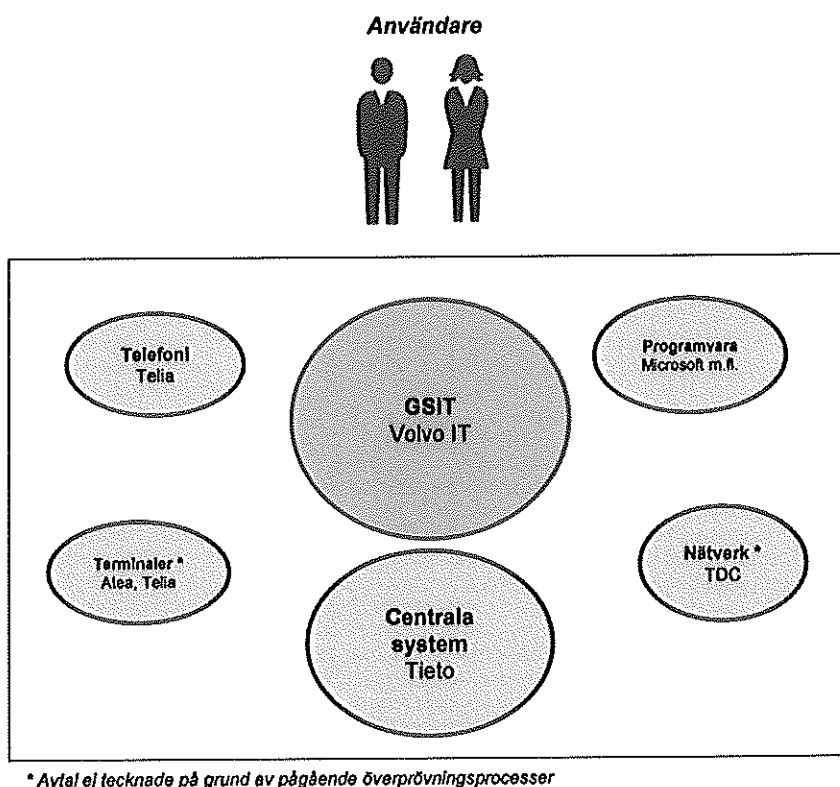 Användare
Telefoni
Telia
GSIT
Volvo IT
Programvara
Microsoft m.fl.
Terminaler *
Atea, Telia
Nätverk *
TDC
Centrala
system
Tieto
* Avtal ej tecknade på grund av pågående överprövningsprocesser